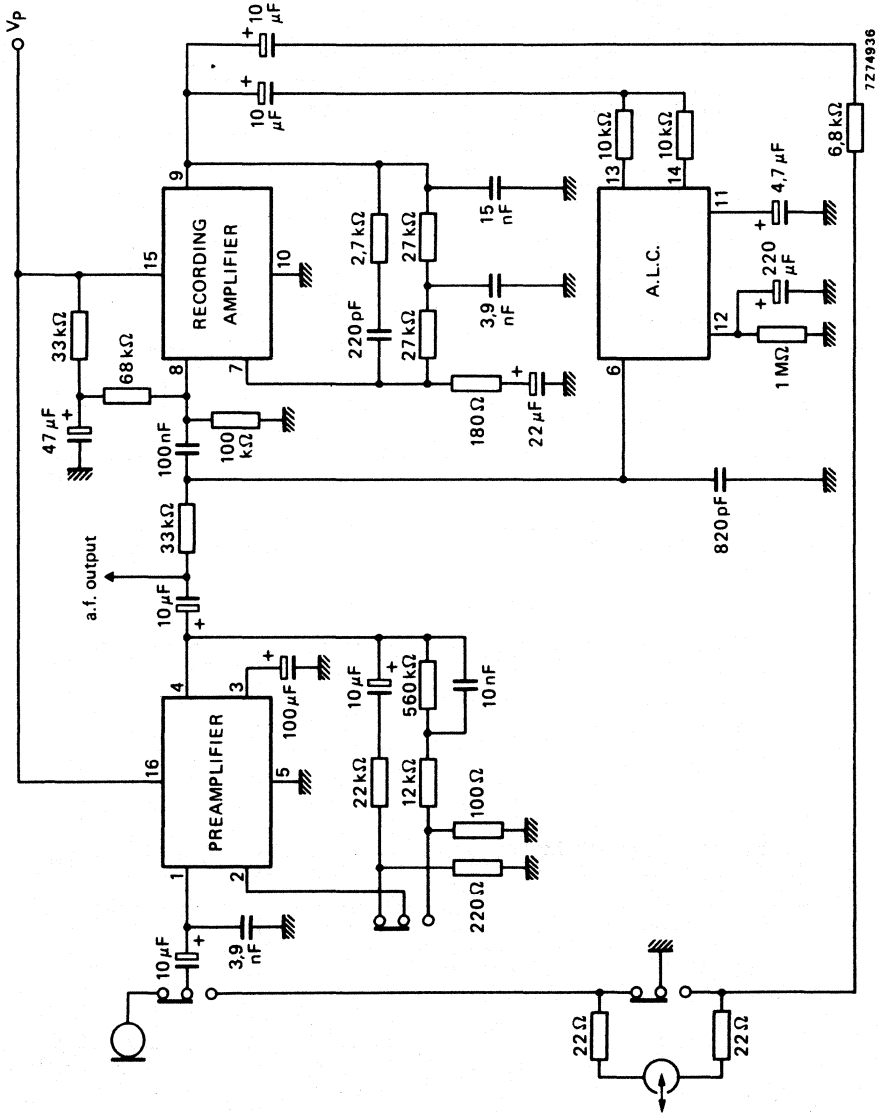 Vp
10 µF
10 µF
9
15
RECORDING AMPLIFIER
10
8
7
33 kΩ
68 kΩ
47 µF
+
100 nF
100 kΩ
2,7 kΩ
220 pF
27 kΩ
27 kΩ
15 nF
3,9 nF
180 Ω
22 µF
+
10 kΩ
10 kΩ
13
14
A.L.C.
11
4,7 µF
+
12
220 µF
+
1 MΩ
6
820 pF
6,8 kΩ
7Z74936
33 kΩ
a.f. output
10 µF
+
4
3
100 µF
+
16
PREAMPLIFIER
5
1
2
10 µF
+
22 kΩ
560 kΩ
10 nF
12 kΩ
100 Ω
220 Ω
10 µF
+
3,9 nF
22 Ω
22 Ω
+
+